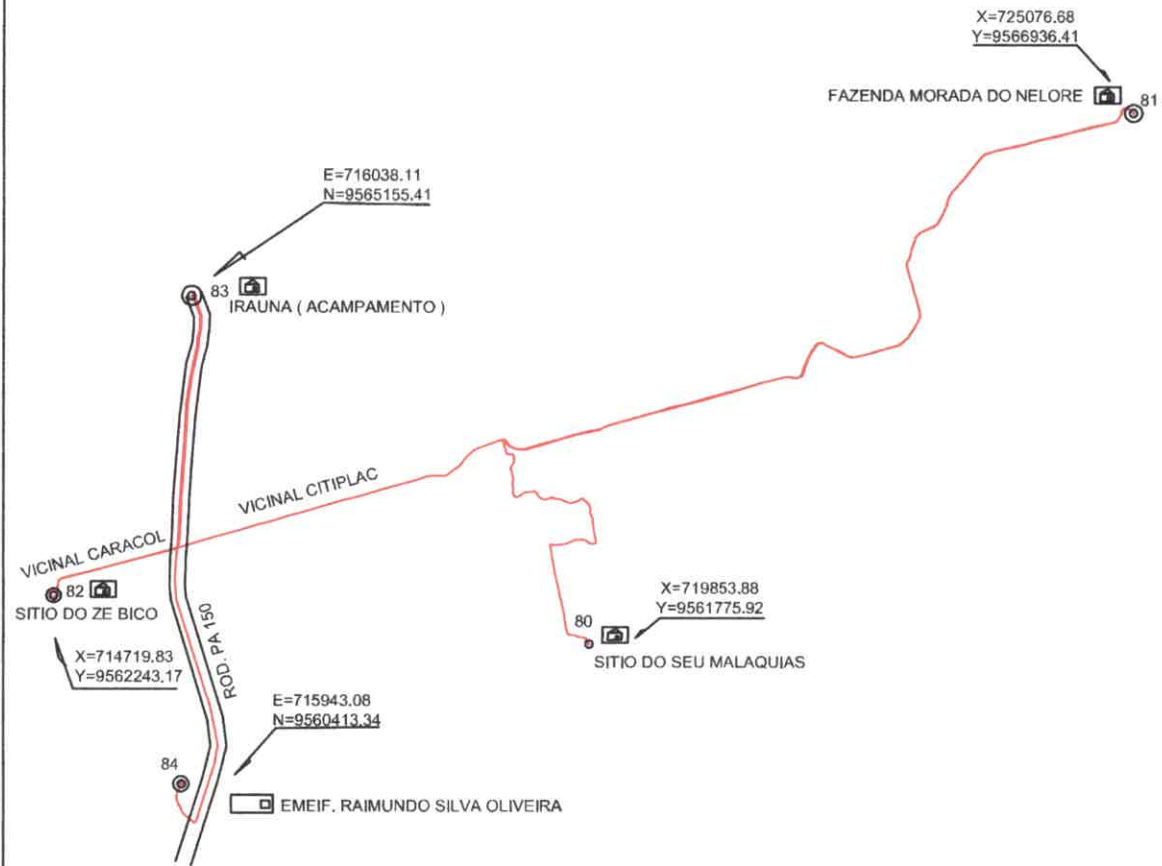 X=725076.68
Y=9566936.41
FAZENDA MORADA DO NELORE
81
E=716038.11
N=9565155.41
83
IRAUNA ( ACAMPAMENTO )
VICINAL CITIPLAC
VICINAL CARACOL
82
SITIO DO ZE BICO
X=714719.83
Y=9562243.17
ROD. PA 150
X=719853.88
Y=9561775.92
80
SITIO DO SEU MALAQUIAS
E=715943.08
N=9560413.34
84
EMEIF. RAIMUNDO SILVA OLIVEIRA